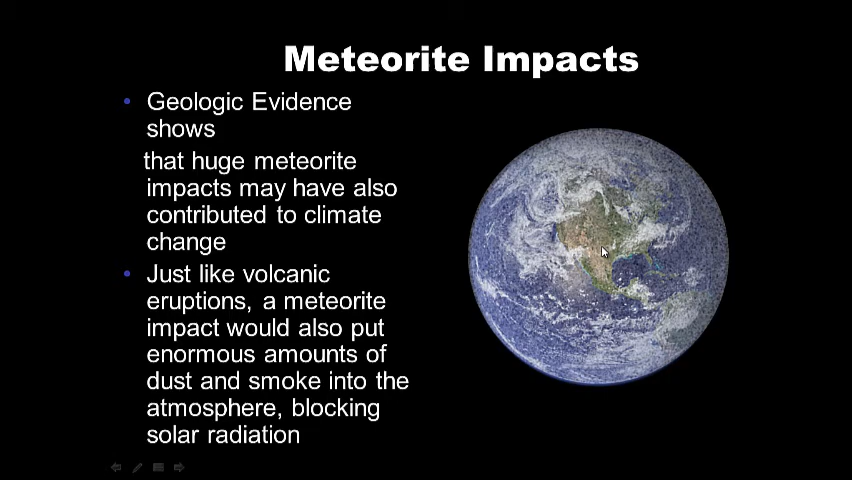 Meteorite Impacts
• Geologic Evidence
shows
that huge meteorite
impacts may have also
contributed to climate
change
• Just like volcanic
eruptions, a meteorite
impact would also put
enormous amounts of
dust and smoke into the
atmosphere, blocking
solar radiation